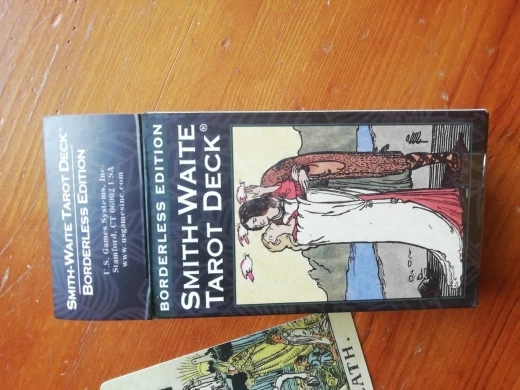 SMITH-WAITE TAROT DECK®
BORDERLESS EDITION
U.S. Games Systems, Inc.
Stamford, CT 06902 USA
www.usgamesinc.com
BORDERLESS EDITION
SMITH-WAITE
TAROT DECK®
ATH.